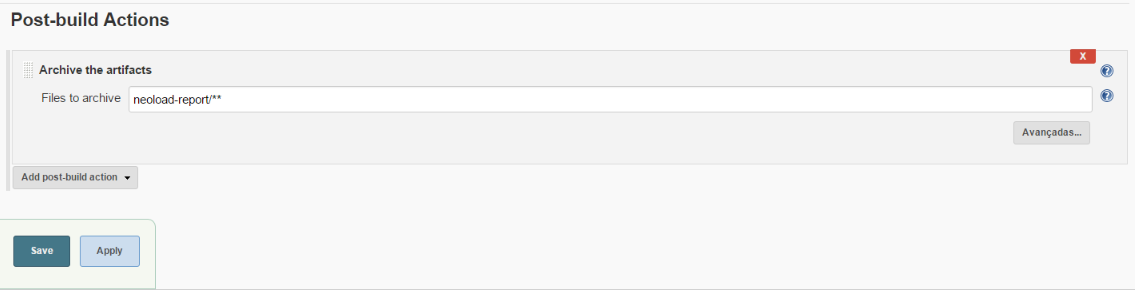 Post-build Actions
X
Archive the artifacts
Files to archive neoload-report/**
Avançadas...
Add post-build action
Save Apply